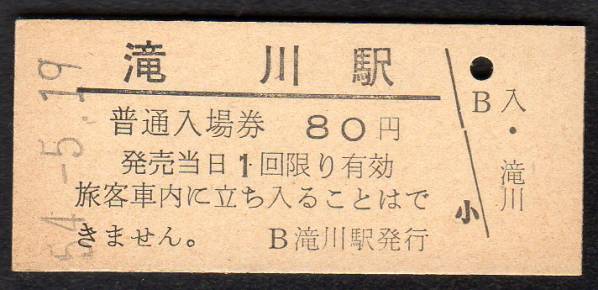 滝川駅
普通入場券 80円
発売当日1回限り有効
旅客車内に立ち入ることはで
きません。 B滝川駅発行
54-5.19
B
小
入・滝川